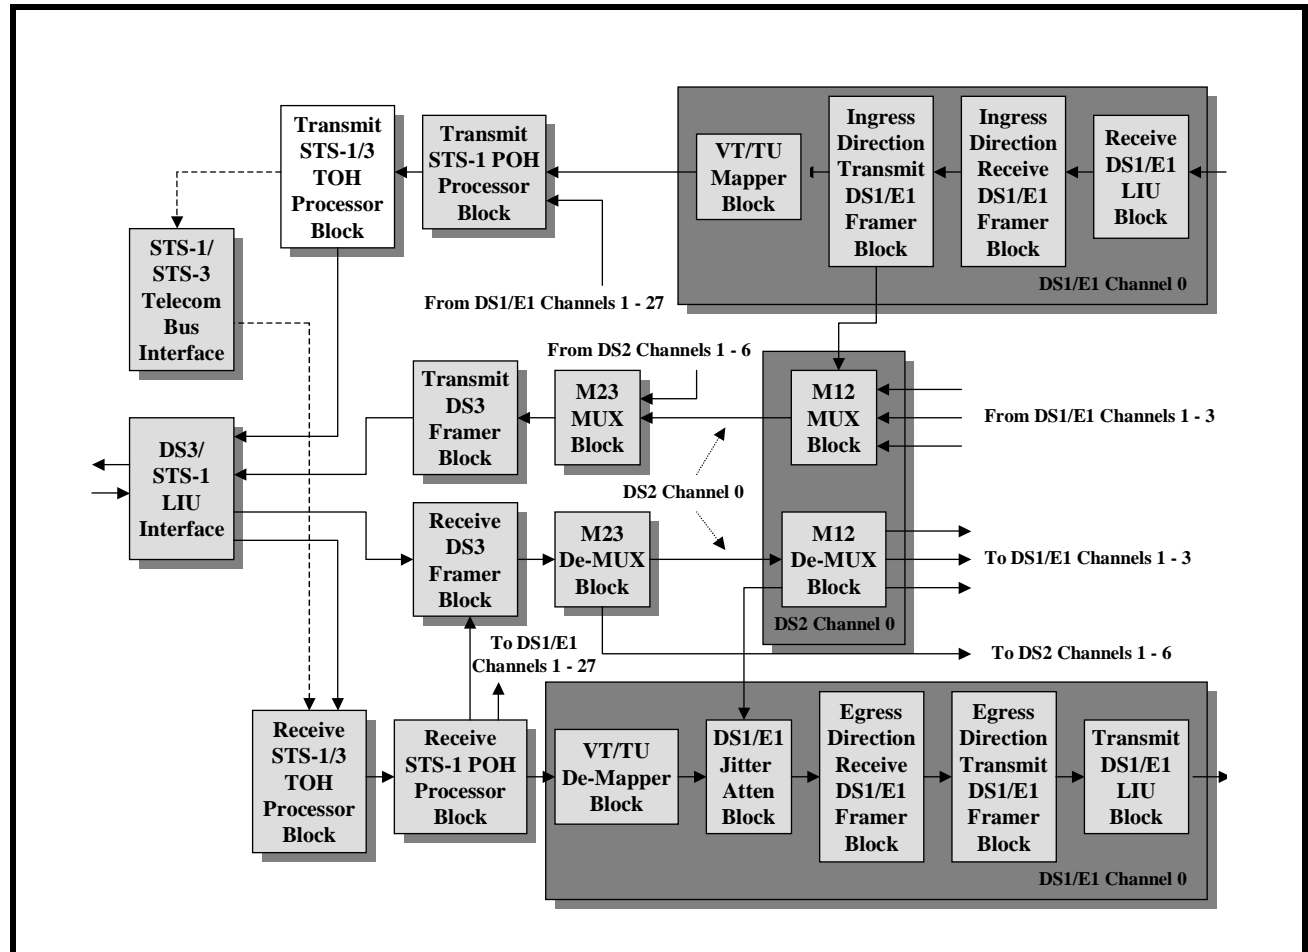 Transmit
STS-1/3
TOH
Processor
Block
Transmit
STS-1 POH
Processor
Block
VT/TU
Mapper
Block
Ingress
Direction
Transmit
DS1/E1
Framer
Block
Ingress
Direction
Receive
DS1/E1
Framer
Block
Receive
DS1/E1
LIU
Block
DS1/E1 Channel 0
STS-1/
STS-3
Telecom
Bus
Interface
From DS1/E1 Channels 1 - 27
From DS2 Channels 1 - 6
Transmit
DS3
Framer
Block
M23
MUX
Block
M12
MUX
Block
From DS1/E1 Channels 1 - 3
DS3/
STS-1
LIU
Interface
DS2 Channel 0
Receive
DS3
Framer
Block
M23
De-MUX
Block
M12
De-MUX
Block
To DS1/E1 Channels 1 - 3
DS2 Channel 0
To DS1/E1
Channels 1 - 27
To DS2 Channels 1 - 6
Receive
STS-1/3
TOH
Processor
Block
Receive
STS-1 POH
Processor
Block
VT/TU
De-Mapper
Block
DS1/E1
Jitter
Atten
Block
Egress
Direction
Receive
DS1/E1
Framer
Block
Egress
Direction
Transmit
DS1/E1
Framer
Block
Transmit
DS1/E1
LIU
Block
DS1/E1 Channel 0